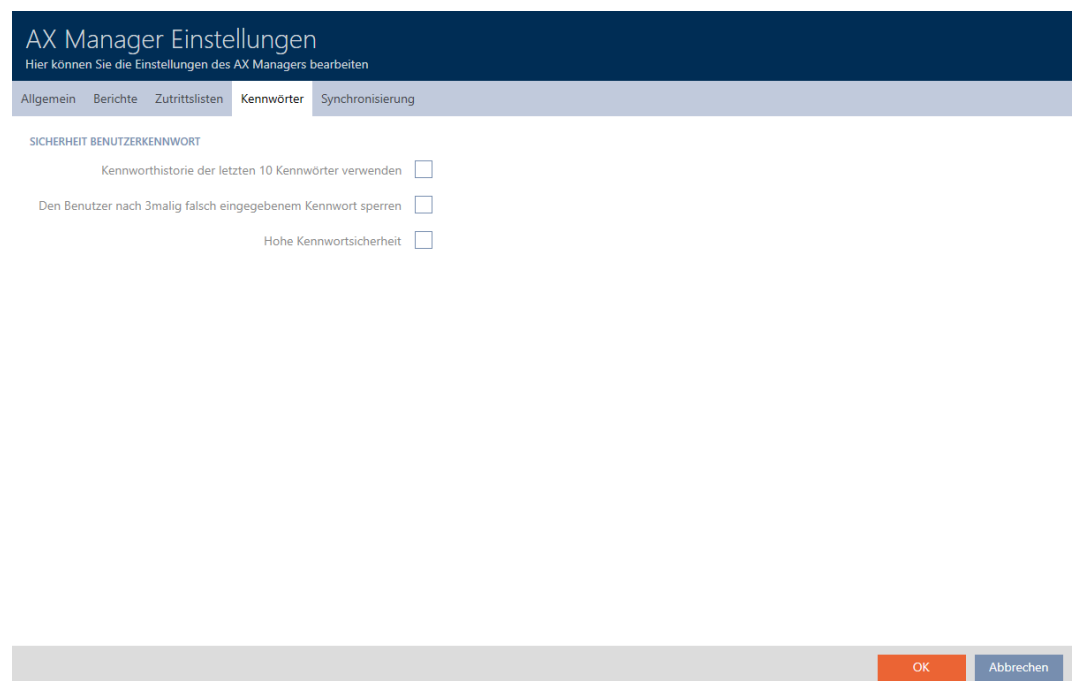 AX Manager Einstellungen
Hier können Sie die Einstellungen des AX Managers bearbeiten
Allgemein Berichte Zutrittslisten Kennwörter Synchronisierung
SICHERHEIT BENUTZERKENNWORT
Kennworthistorie der letzten 10 Kennwörter verwenden
Den Benutzer nach 3malig falsch eingegebenem Kennwort sperren
Hohe Kennwortsicherheit
OK Abbrechen